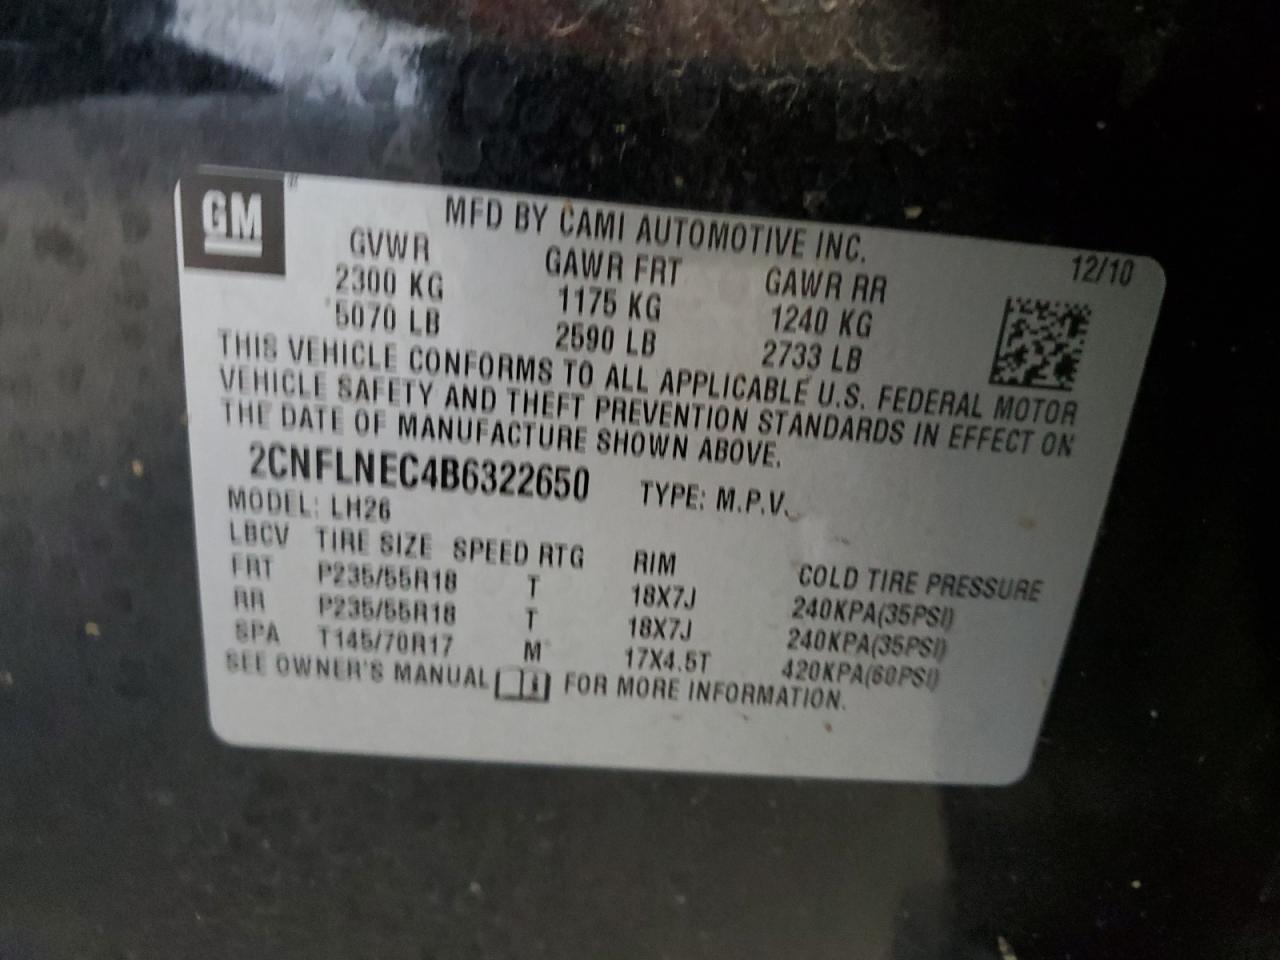 GM
MFD BY CAMI AUTOMOTIVE INC.
12/10
GVWR GAWR FRT GAWR RR
2300 KG 1175 KG 1240 KG
5070 LB 2590 LB 2733 LB
THIS VEHICLE CONFORMS TO ALL APPLICABLE U.S. FEDERAL MOTOR
VEHICLE SAFETY AND THEFT PREVENTION STANDARDS IN EFFECT ON
THE DATE OF MANUFACTURE SHOWN ABOVE.
2CNFLNEC4B6322650 TYPE: M.P.V.
MODEL: LH26
LBCV TIRE SIZE SPEED RTG RIM COLD TIRE PRESSURE
FRT P235/55R18 T 18X7J 240KPA(35PSI)
RR P235/55R18 T 18X7J 240KPA(35PSI)
SPA T145/70R17 M 17X4.5T 420KPA(60PSI)
SEE OWNER'S MANUAL FOR MORE INFORMATION.